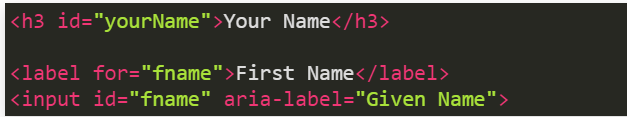 <h3 id="yourName">Your Name</h3>
<label for="fname">First Name</label>
<input id="fname" aria-label="Given Name">